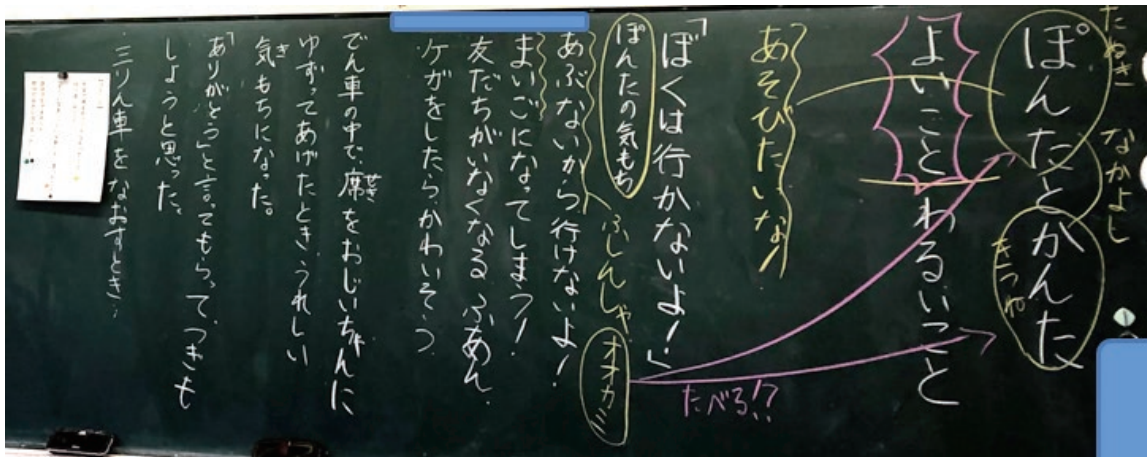 たぬき なかよし
ぽんたとかんた
きつね
よいこととわるいこと
あそびたいな!
「ぼくは行かないよ!」
たべる!?
ぽんたの気もち
ふしんしゃ オオカミ
あぶないから行けないよ!
まいごになってしまう!
友だちがいなくなる ふあん
ケガをしたらかわいそう
でん車の中で席をおじいちゃんに
せき
ゆずってあげたときうれしい
気もちになった。
き
「ありがとう」と言ってもらって、つぎも
しようと思った。
三りん車をなおすとき…